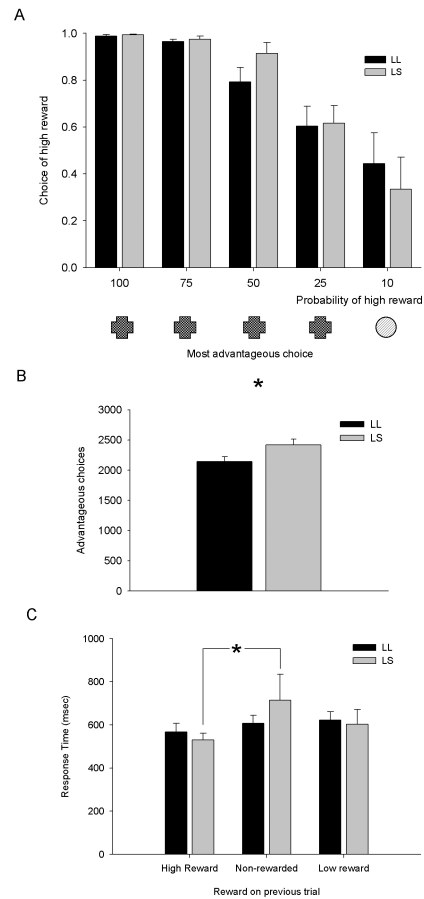 A
1.0
0.8
0.6
0.4
0.2
0.0
Choice of high reward
LL
LS
100 75 50 25 10
Probability of high reward
Most advantageous choice
B
*
3000
2500
2000
1500
1000
500
0
Advantageous choices
LL
LS
C
1000
800
600
400
200
0
Response Time (msec)
*
LL
LS
High Reward Non-rewarded Low reward
Reward on previous trial